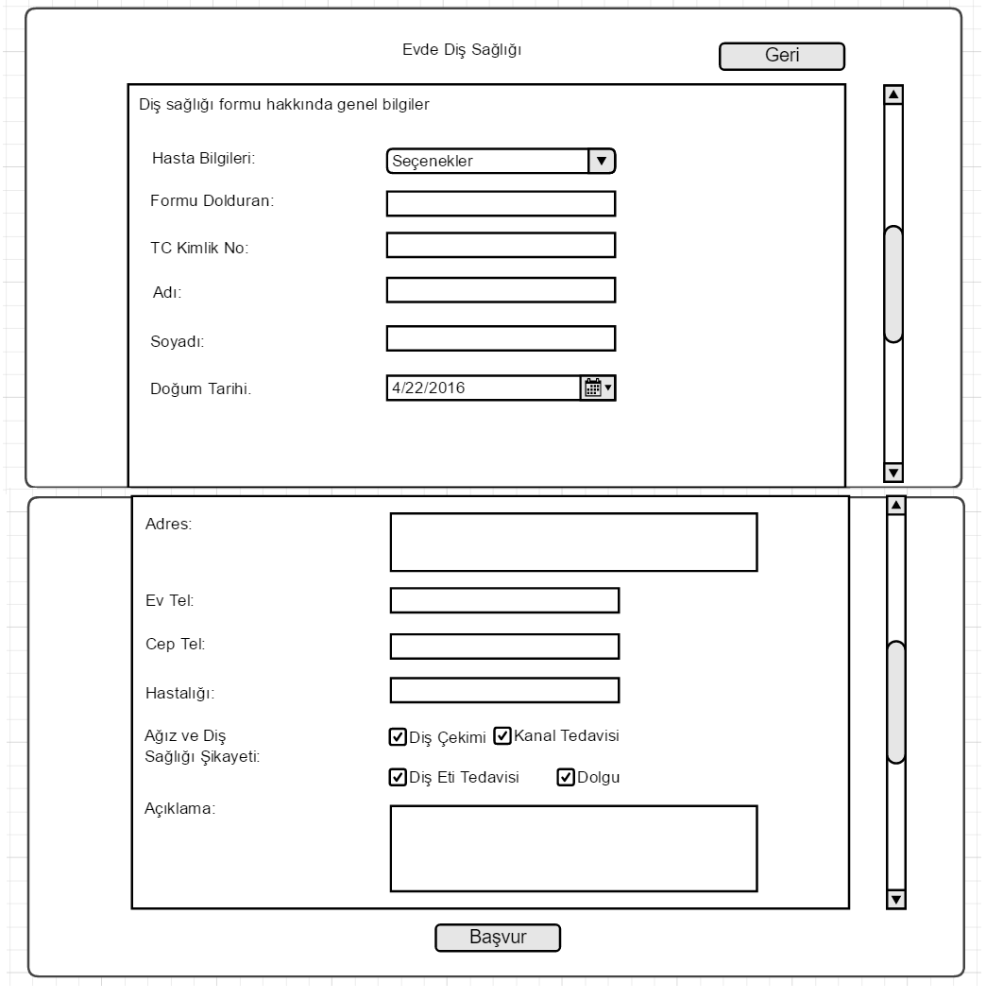 Evde Diş Sağlığı
Geri
Diş sağlığı formu hakkında genel bilgiler
Hasta Bilgileri:
Seçenekler
Formu Dolduran:
TC Kimlik No:
Adı:
Soyadı:
Doğum Tarihi.
4/22/2016
Adres:
Ev Tel:
Cep Tel:
Hastalığı:
Ağız ve Diş
Sağlığı Şikayeti:
Diş Çekimi
Kanal Tedavisi
Diş Eti Tedavisi
Dolgu
Açıklama:
Başvur